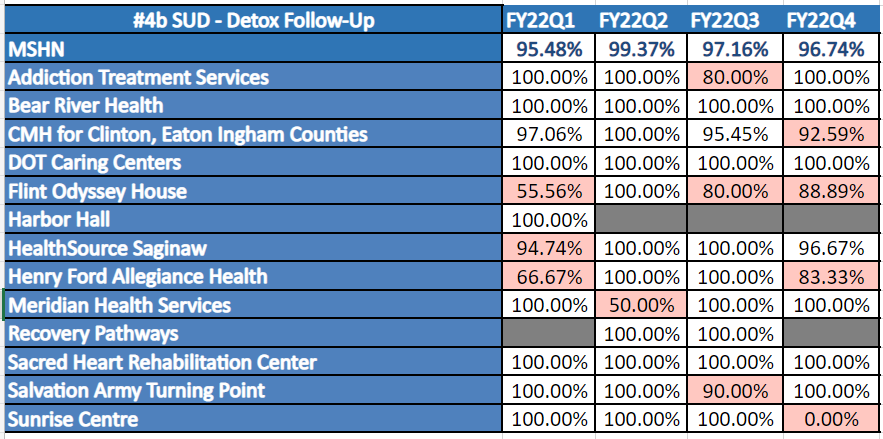 #4b SUD - Detox Follow-Up FY22Q1 FY22Q2 FY22Q3 FY22Q4
MSHN 95.48% 99.37% 97.16% 96.74%
Addiction Treatment Services 100.00% 100.00% 80.00% 100.00%
Bear River Health 100.00% 100.00% 100.00% 100.00%
CMH for Clinton, Eaton Ingham Counties 97.06% 100.00% 95.45% 92.59%
DOT Caring Centers 100.00% 100.00% 100.00% 100.00%
Flint Odyssey House 55.56% 100.00% 80.00% 88.89%
Harbor Hall 100.00%
HealthSource Saginaw 94.74% 100.00% 100.00% 96.67%
Henry Ford Allegiance Health 66.67% 100.00% 100.00% 83.33%
Meridian Health Services 100.00% 50.00% 100.00% 100.00%
Recovery Pathways 100.00% 100.00%
Sacred Heart Rehabilitation Center 100.00% 100.00% 100.00% 100.00%
Salvation Army Turning Point 100.00% 100.00% 90.00% 100.00%
Sunrise Centre 100.00% 100.00% 100.00% 0.00%